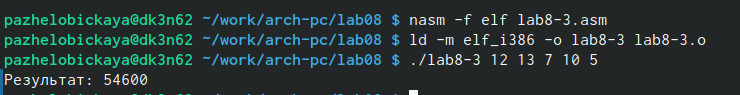 pazhelobickaya@dk3n62 ~/work/arch-pc/lab08 $ nasm -f elf lab8-3.asm
pazhelobickaya@dk3n62 ~/work/arch-pc/lab08 $ ld -m elf_i386 -o lab8-3 lab8-3.o
pazhelobickaya@dk3n62 ~/work/arch-pc/lab08 $ ./lab8-3 12 13 7 10 5
Результат: 54600